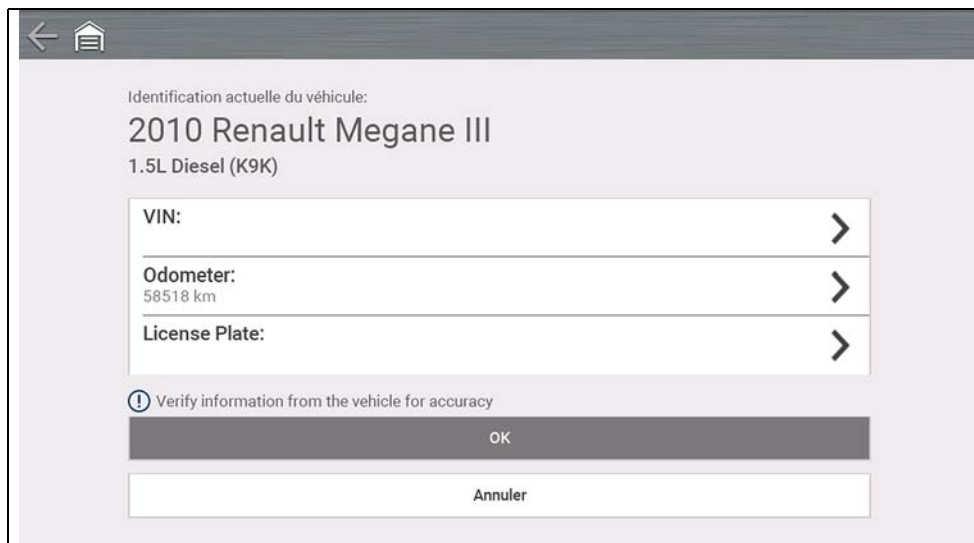 Identification actuelle du véhicule:
2010 Renault Megane III
1.5L Diesel (K9K)
VIN:
Odometer:
58518 km
License Plate:
Verify information from the vehicle for accuracy
OK
Annuler